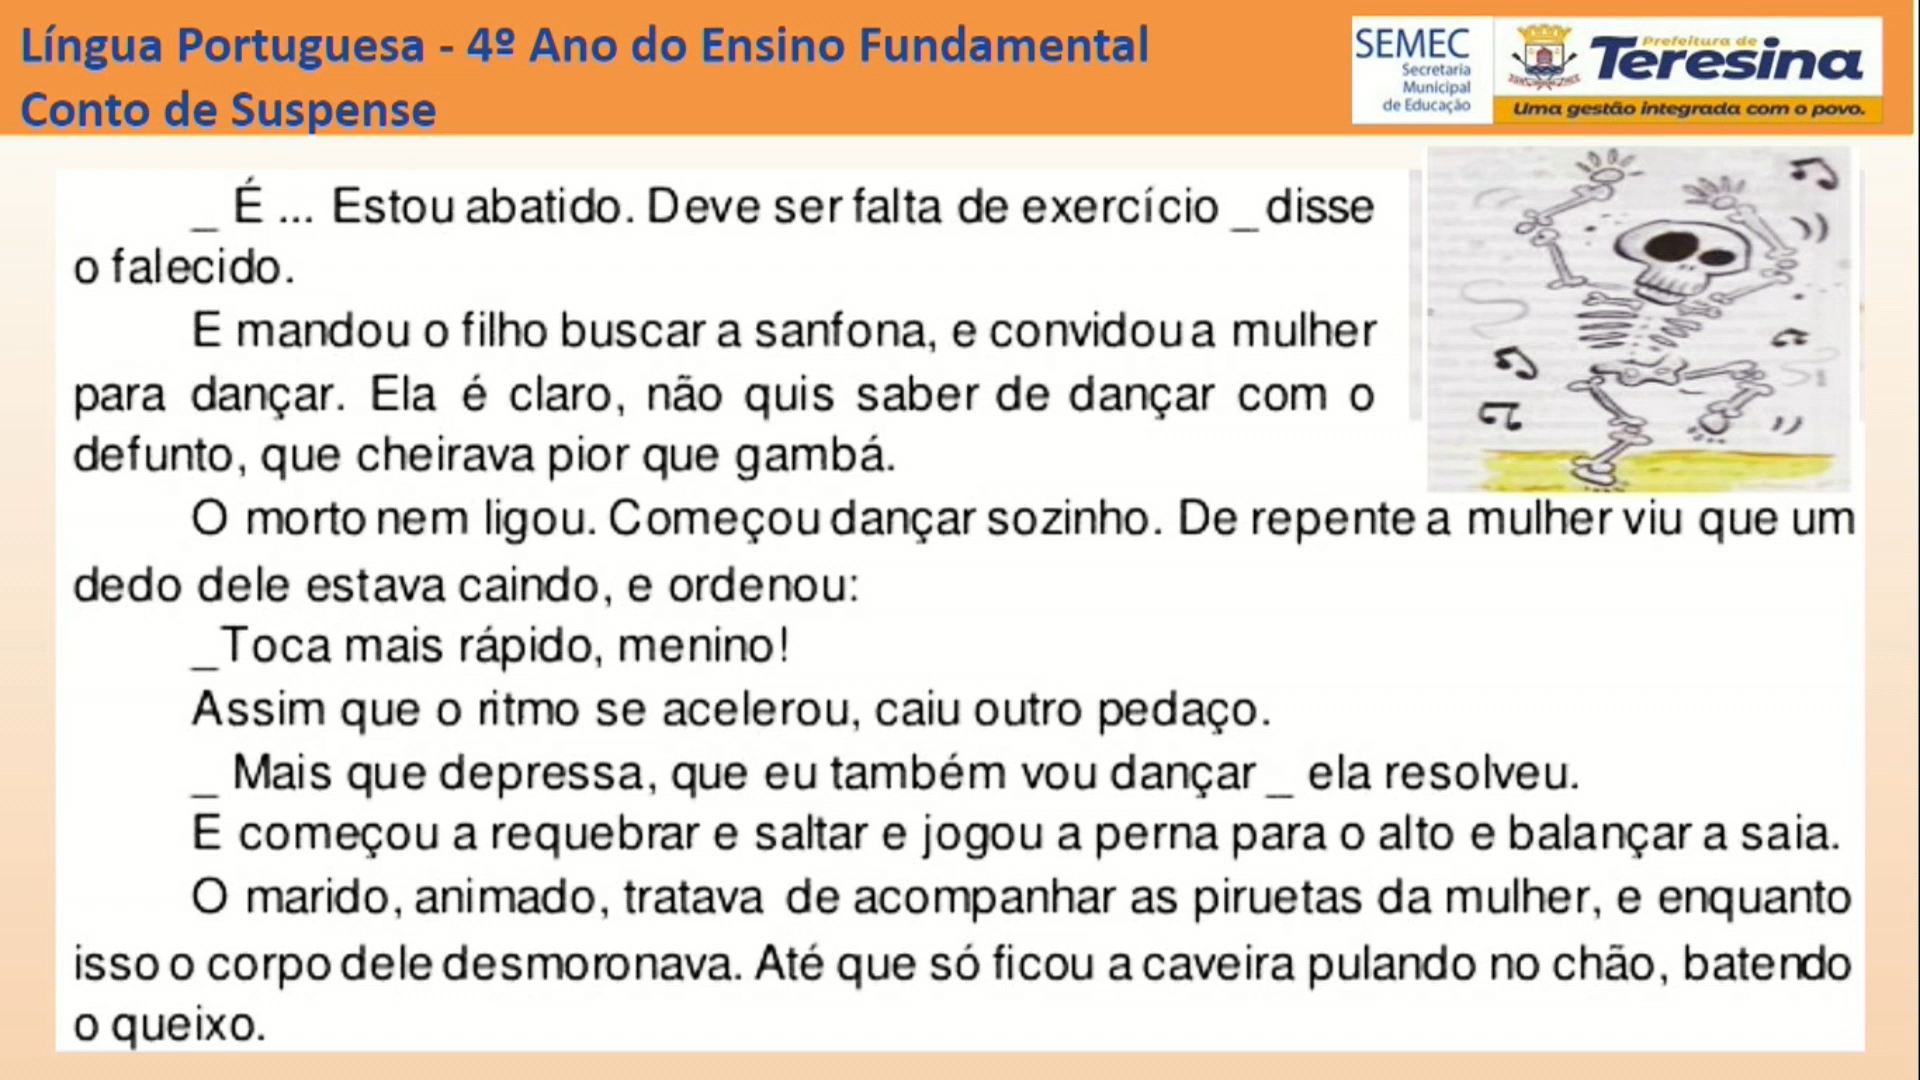 Língua Portuguesa - 4º Ano do Ensino Fundamental
Conto de Suspense
SEMEC
Secretaria
Municipal
de Educação
Prefeitura de
Teresina
Uma gestão integrada com o povo.
_ É ... Estou abatido. Deve ser falta de exercício _ disse
o falecido.
E mandou o filho buscar a sanfona, e convidou a mulher
para dançar. Ela é claro, não quis saber de dançar com o
defunto, que cheirava pior que gambá.
O morto nem ligou. Começou dançar sozinho. De repente a mulher viu que um
dedo dele estava caindo, e ordenou:
_Toca mais rápido, menino!
Assim que o ritmo se acelerou, caiu outro pedaço.
_ Mais que depressa, que eu também vou dançar _ ela resolveu.
E começou a requebrar e saltar e jogou a perna para o alto e balançar a saia.
O marido, animado, tratava de acompanhar as piruetas da mulher, e enquanto
isso o corpo dele desmoronava. Até que só ficou a caveira pulando no chão, batendo
o queixo.